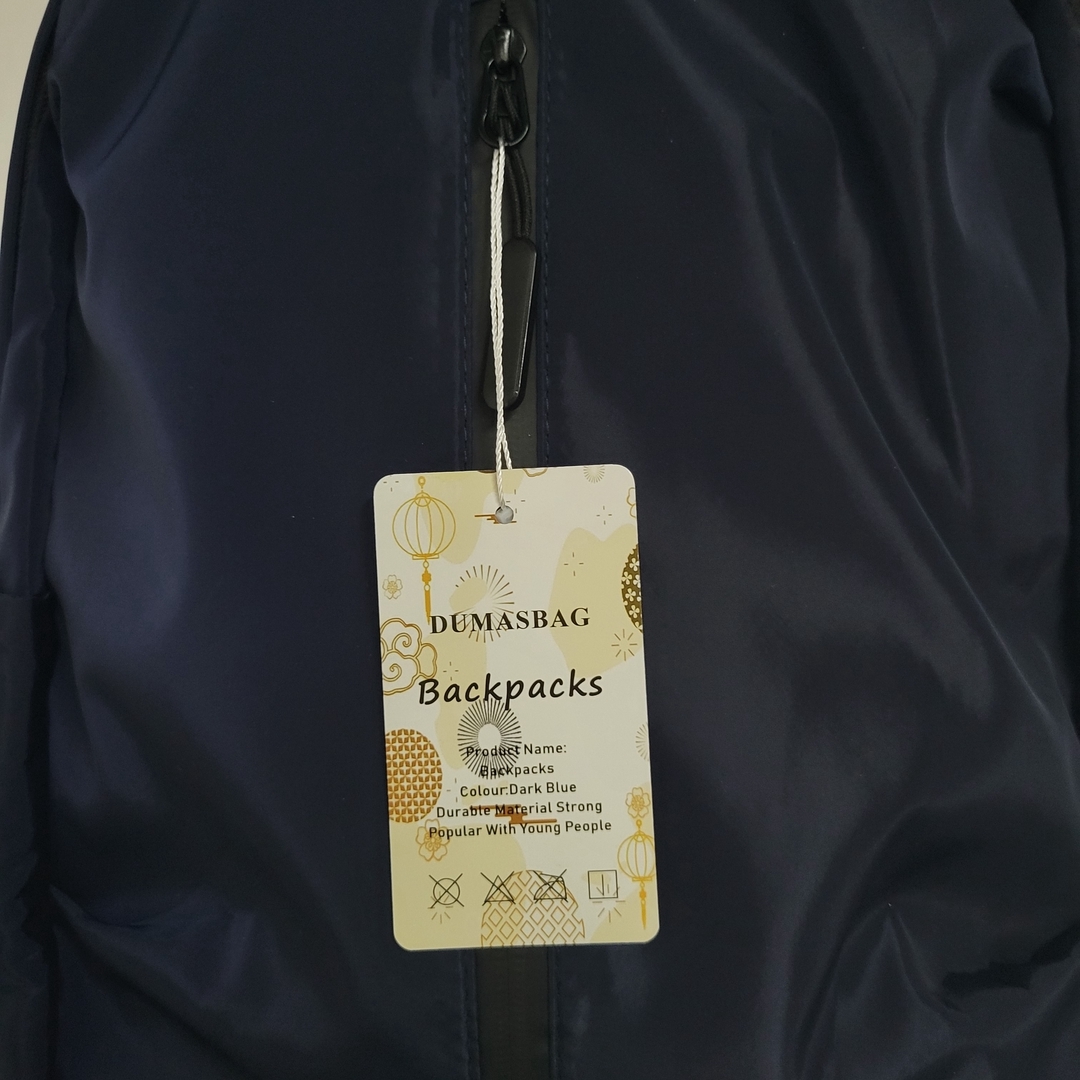 DUMASBAG
Backpacks
Product Name:
Backpacks
Colour:Dark Blue
Durable Material Strong
Popular With Young People